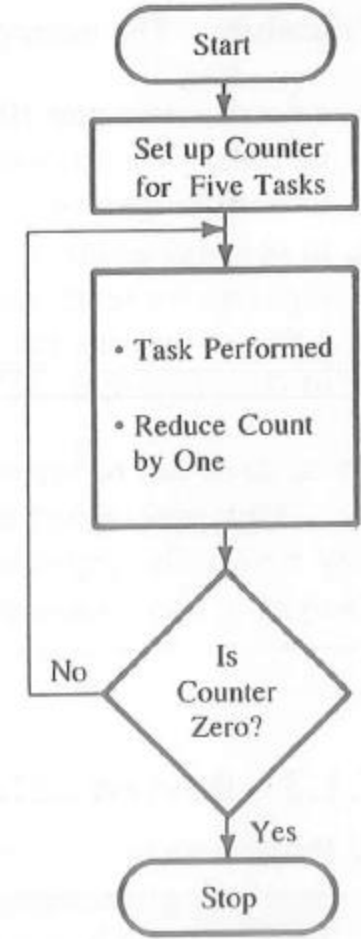 Start
Set up Counter
for Five Tasks
• Task Performed
• Reduce Count
by One
Is
Counter
Zero?
No
Yes
Stop